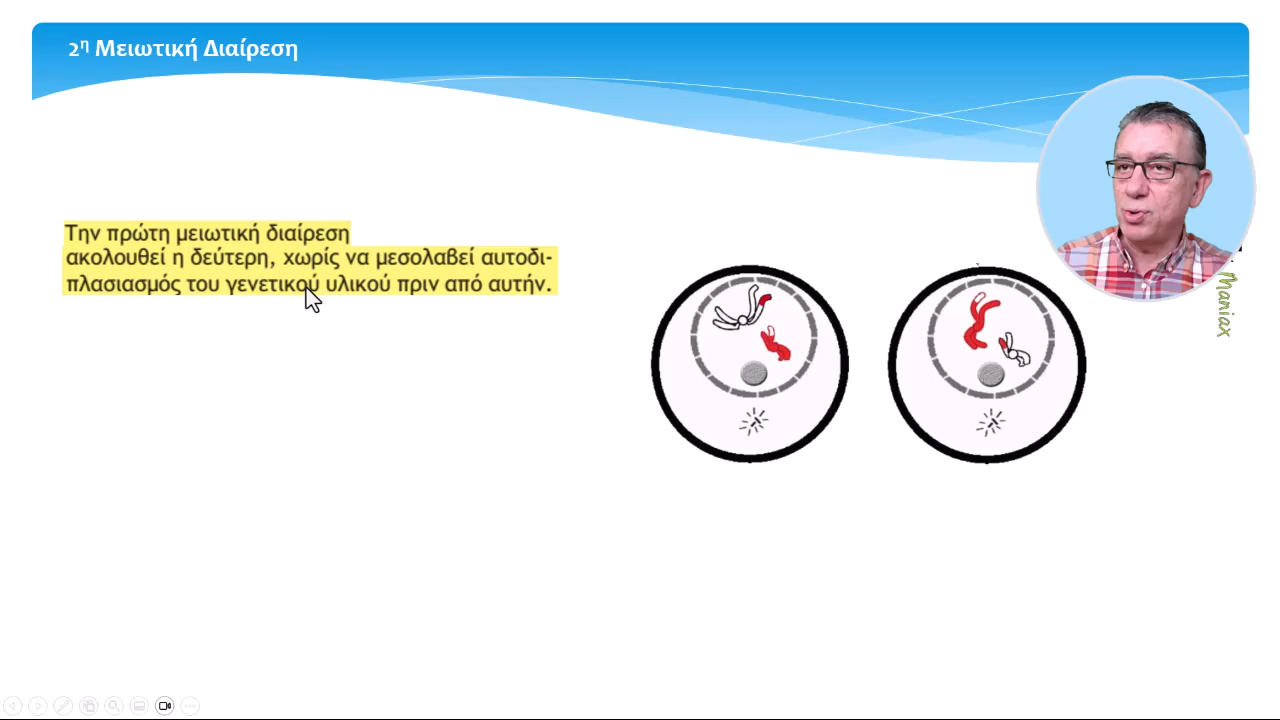 2η Μειωτική Διαίρεση
Την πρώτη μειωτική διαίρεση
ακολουθεί η δεύτερη, χωρίς να μεσολαβεί αυτοδι-
πλασιασμός του γενετικού υλικού πριν από αυτήν.
Maniax